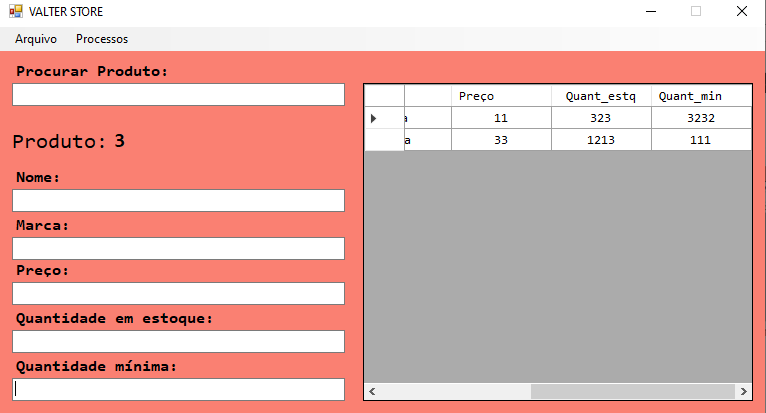 VALTER STORE
Arquivo Processos
Procurar Produto:
Produto: 3
Nome:
Marca:
Preço:
Quantidade em estoque:
Quantidade mínima:
Preço Quant_estq Quant_min
a 11 323 3232
a 33 1213 111